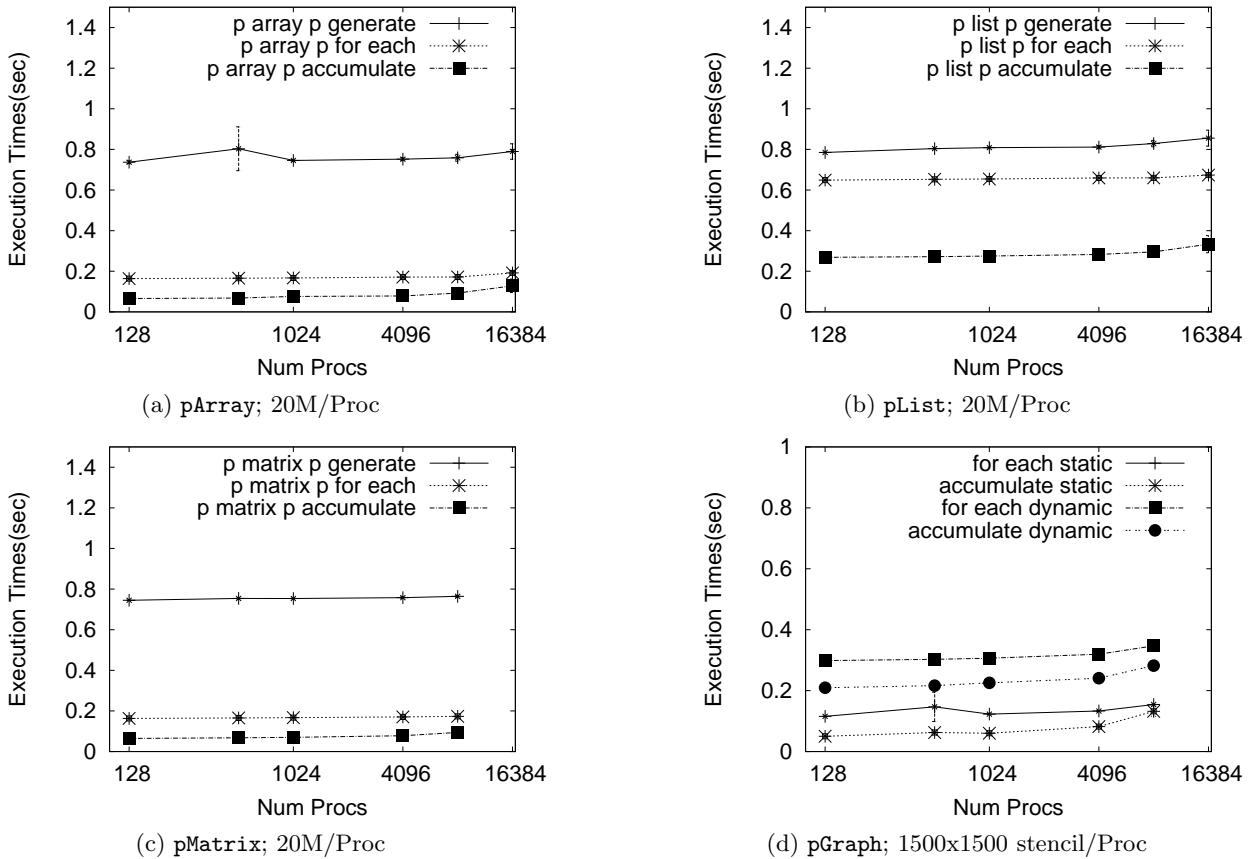 Execution Times(sec)
1.4
1.2
1
0.8
0.6
0.4
0.2
0
p array p generate
p array p for each
p array p accumulate
128 1024 4096 16384
Num Procs
(a) pArray; 20M/Proc
Execution Times(sec)
1.4
1.2
1
0.8
0.6
0.4
0.2
0
p list p generate
p list p for each
p list p accumulate
128 1024 4096 16384
Num Procs
(b) pList; 20M/Proc
Execution Times(sec)
1.4
1.2
1
0.8
0.6
0.4
0.2
0
p matrix p generate
p matrix p for each
p matrix p accumulate
128 1024 4096 16384
Num Procs
(c) pMatrix; 20M/Proc
Execution Times(sec)
1
0.8
0.6
0.4
0.2
0
for each static
accumulate static
for each dynamic
accumulate dynamic
128 1024 4096 16384
Num Procs
(d) pGraph; 1500x1500 stencil/Proc